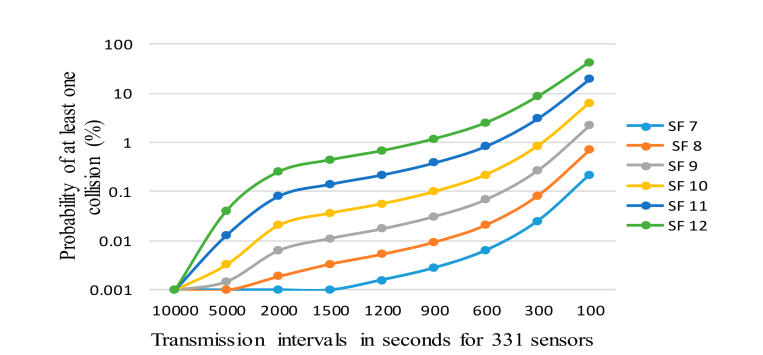 Probability of at least one
collision (%)
100
10
1
0.1
0.01
0.001
10000 5000 2000 1500 1200 900 600 300 100
Transmission intervals in seconds for 331 sensors
SF 7
SF 8
SF 9
SF 10
SF 11
SF 12